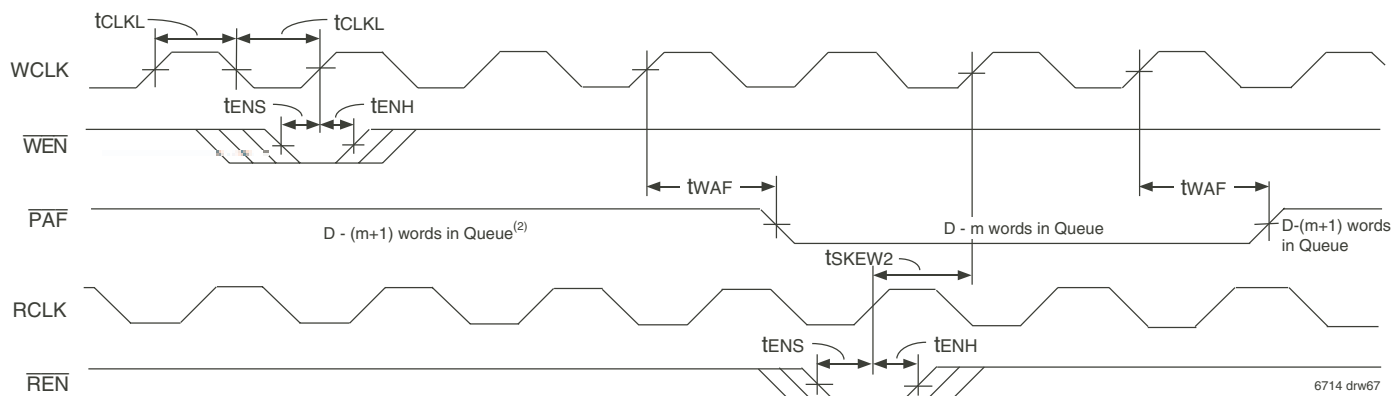 tCLKL
tCLKL
WCLK
tENS
tENH
WEN
tWAF
tWAF
PAF
D - (m+1) words in Queue(2)
D - m words in Queue
D-(m+1) words
in Queue
tSKEW2
RCLK
tENS
tENH
REN
6714 drw67